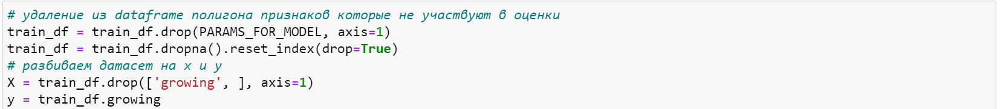 # удаление из dataframe полигона признаков которые не участвуют в оценки
train_df = train_df.drop(PARAMS_FOR_MODEL, axis=1)
train_df = train_df.dropna().reset_index(drop=True)
# разбиваем датасет на x и y
X = train_df.drop(['growing', ], axis=1)
y = train_df.growing